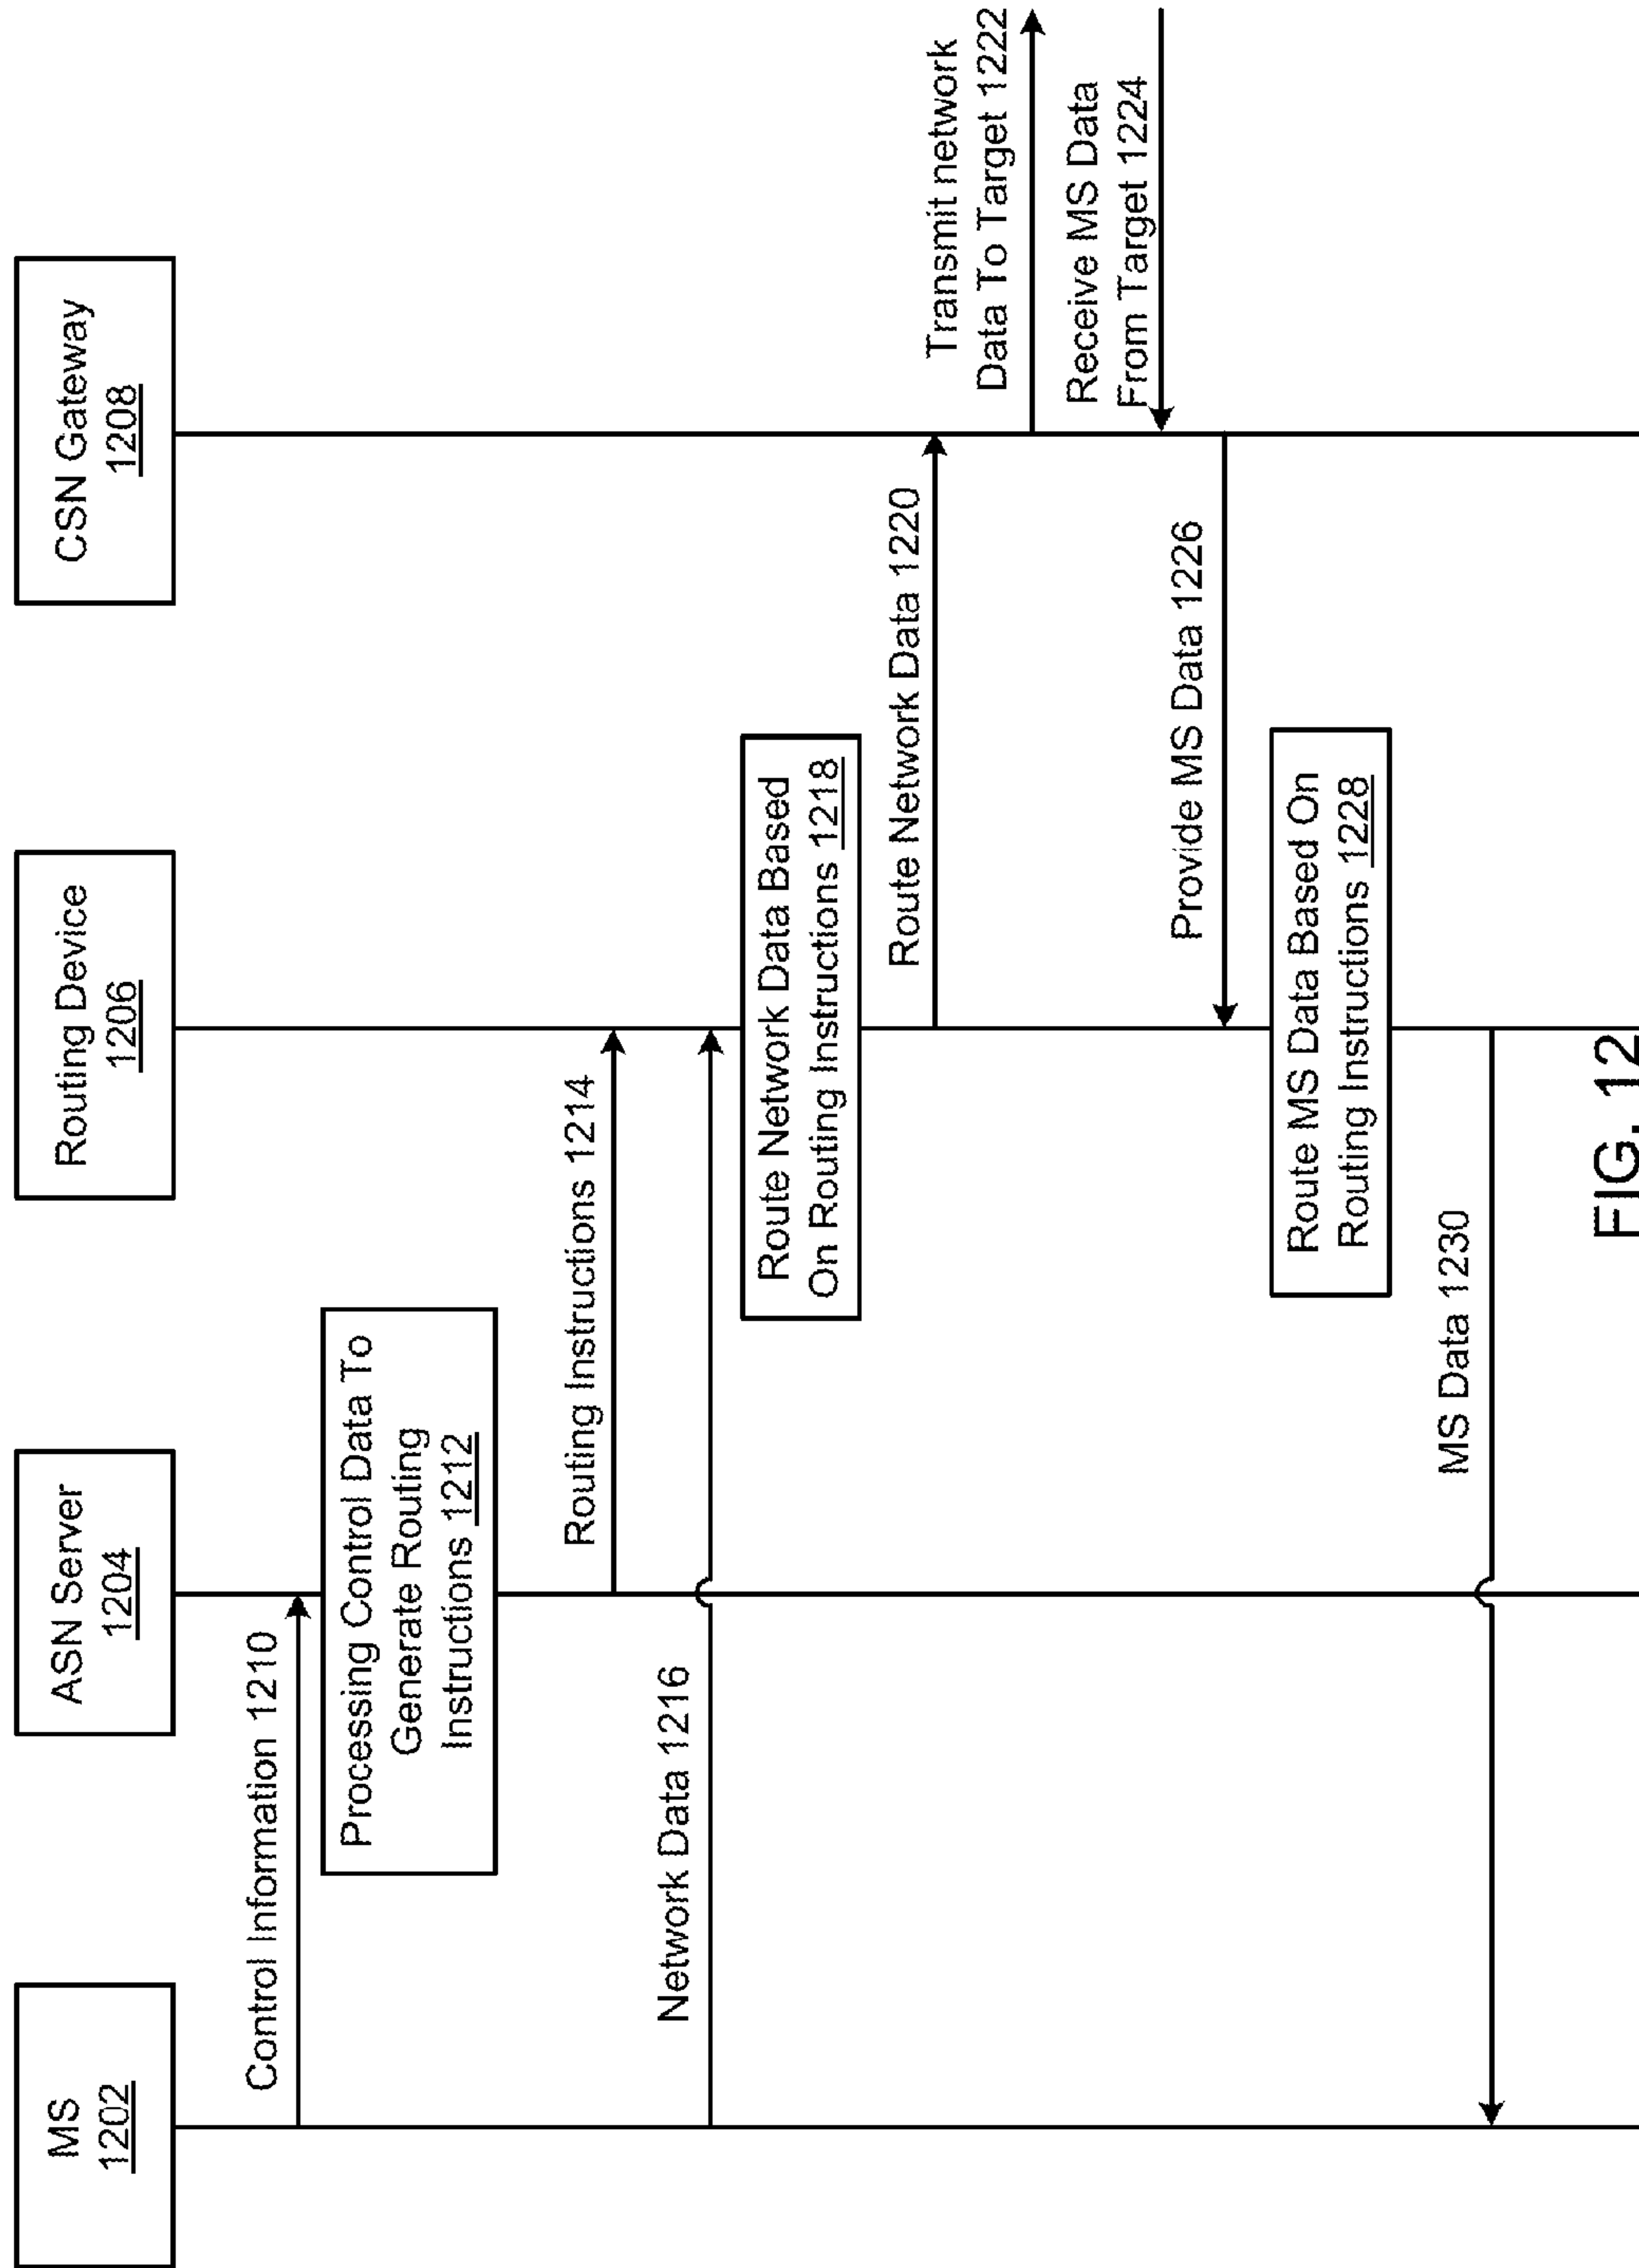 MS
1202
ASN Server
1204
Routing Device
1206
CSN Gateway
1208
Control Information 1210
Processing Control Data To
Generate Routing
Instructions 1212
Routing Instructions 1214
Network Data 1216
Route Network Data Based
On Routing Instructions 1218
Route Network Data 1220
Transmit network
Data To Target 1222
Receive MS Data
From Target 1224
Provide MS Data 1226
Route MS Data Based On
Routing Instructions 1228
MS Data 1230
FIG. 12